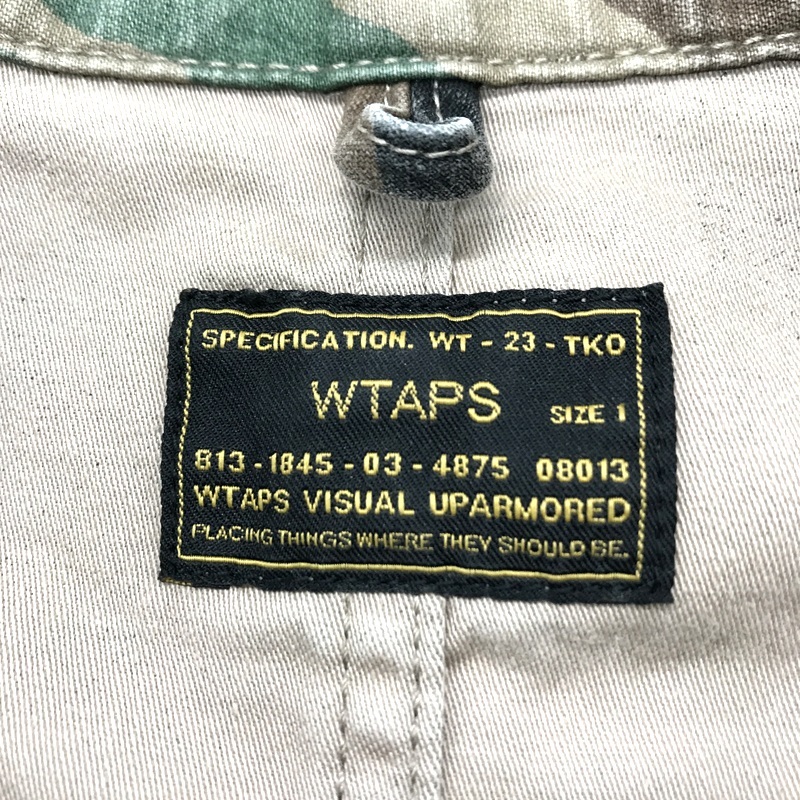 SPECIFICATION. WT - 23 - TKO
WTAPS SIZE 1
813 - 1845 - 03 - 4875 08013
WTAPS VISUAL UPARMORED
PLACING THINGS WHERE THEY SHOULD BE.